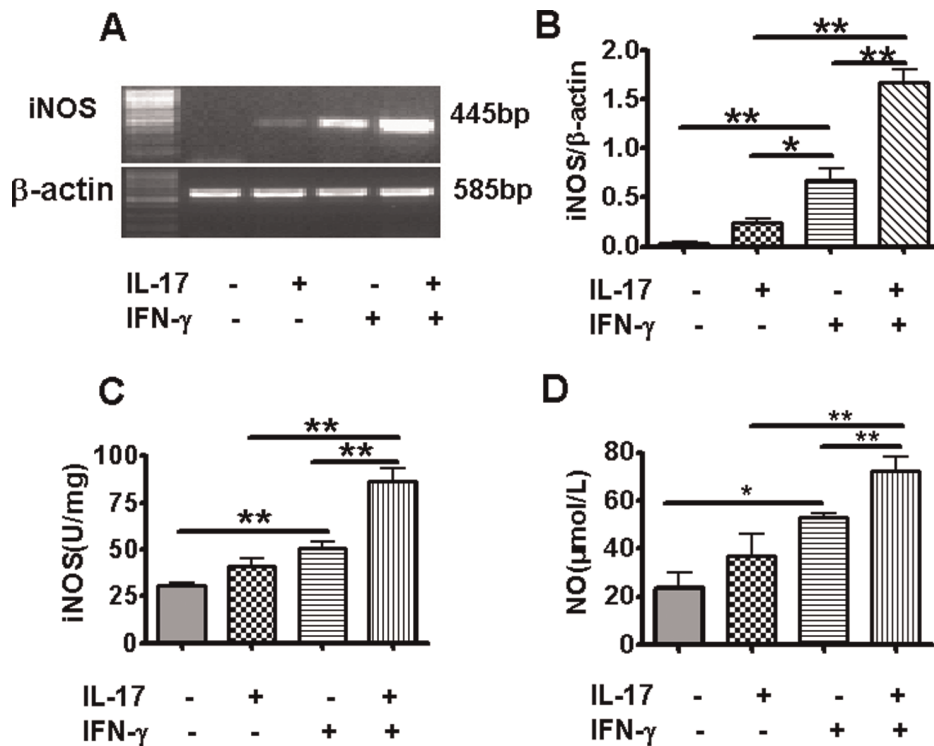 A
iNOS
445bp
β-actin
585bp
IL-17 - + - +
IFN-γ - - + +
B
iNOS/β-actin
2.0
1.5
1.0
0.5
0.0
**
**
**
*
IL-17 - + - +
IFN-γ - - + +
C
iNOS(U/mg)
100
75
50
25
0
**
**
**
IL-17 - + - +
IFN-γ - - + +
D
NO(μmol/L)
80
60
40
20
0
**
**
*
IL-17 - + - +
IFN-γ - - + +